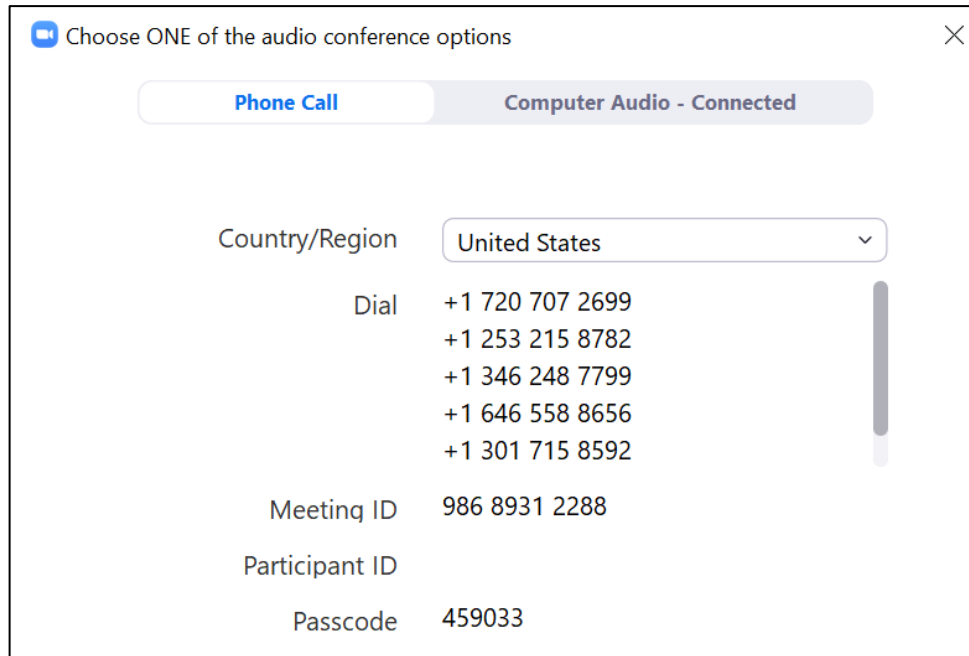 Choose ONE of the audio conference options
Phone Call Computer Audio - Connected
Country/Region United States
Dial +1 720 707 2699
+1 253 215 8782
+1 346 248 7799
+1 646 558 8656
+1 301 715 8592
Meeting ID 986 8931 2288
Participant ID
Passcode 459033